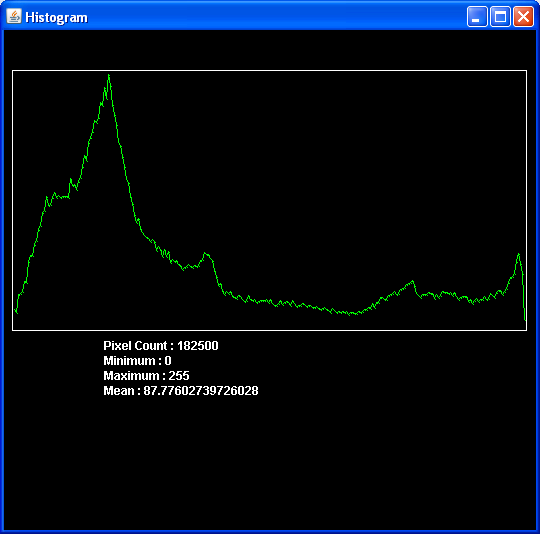 Histogram
Pixel Count : 182500
Minimum : 0
Maximum : 255
Mean : 87.77602739726028